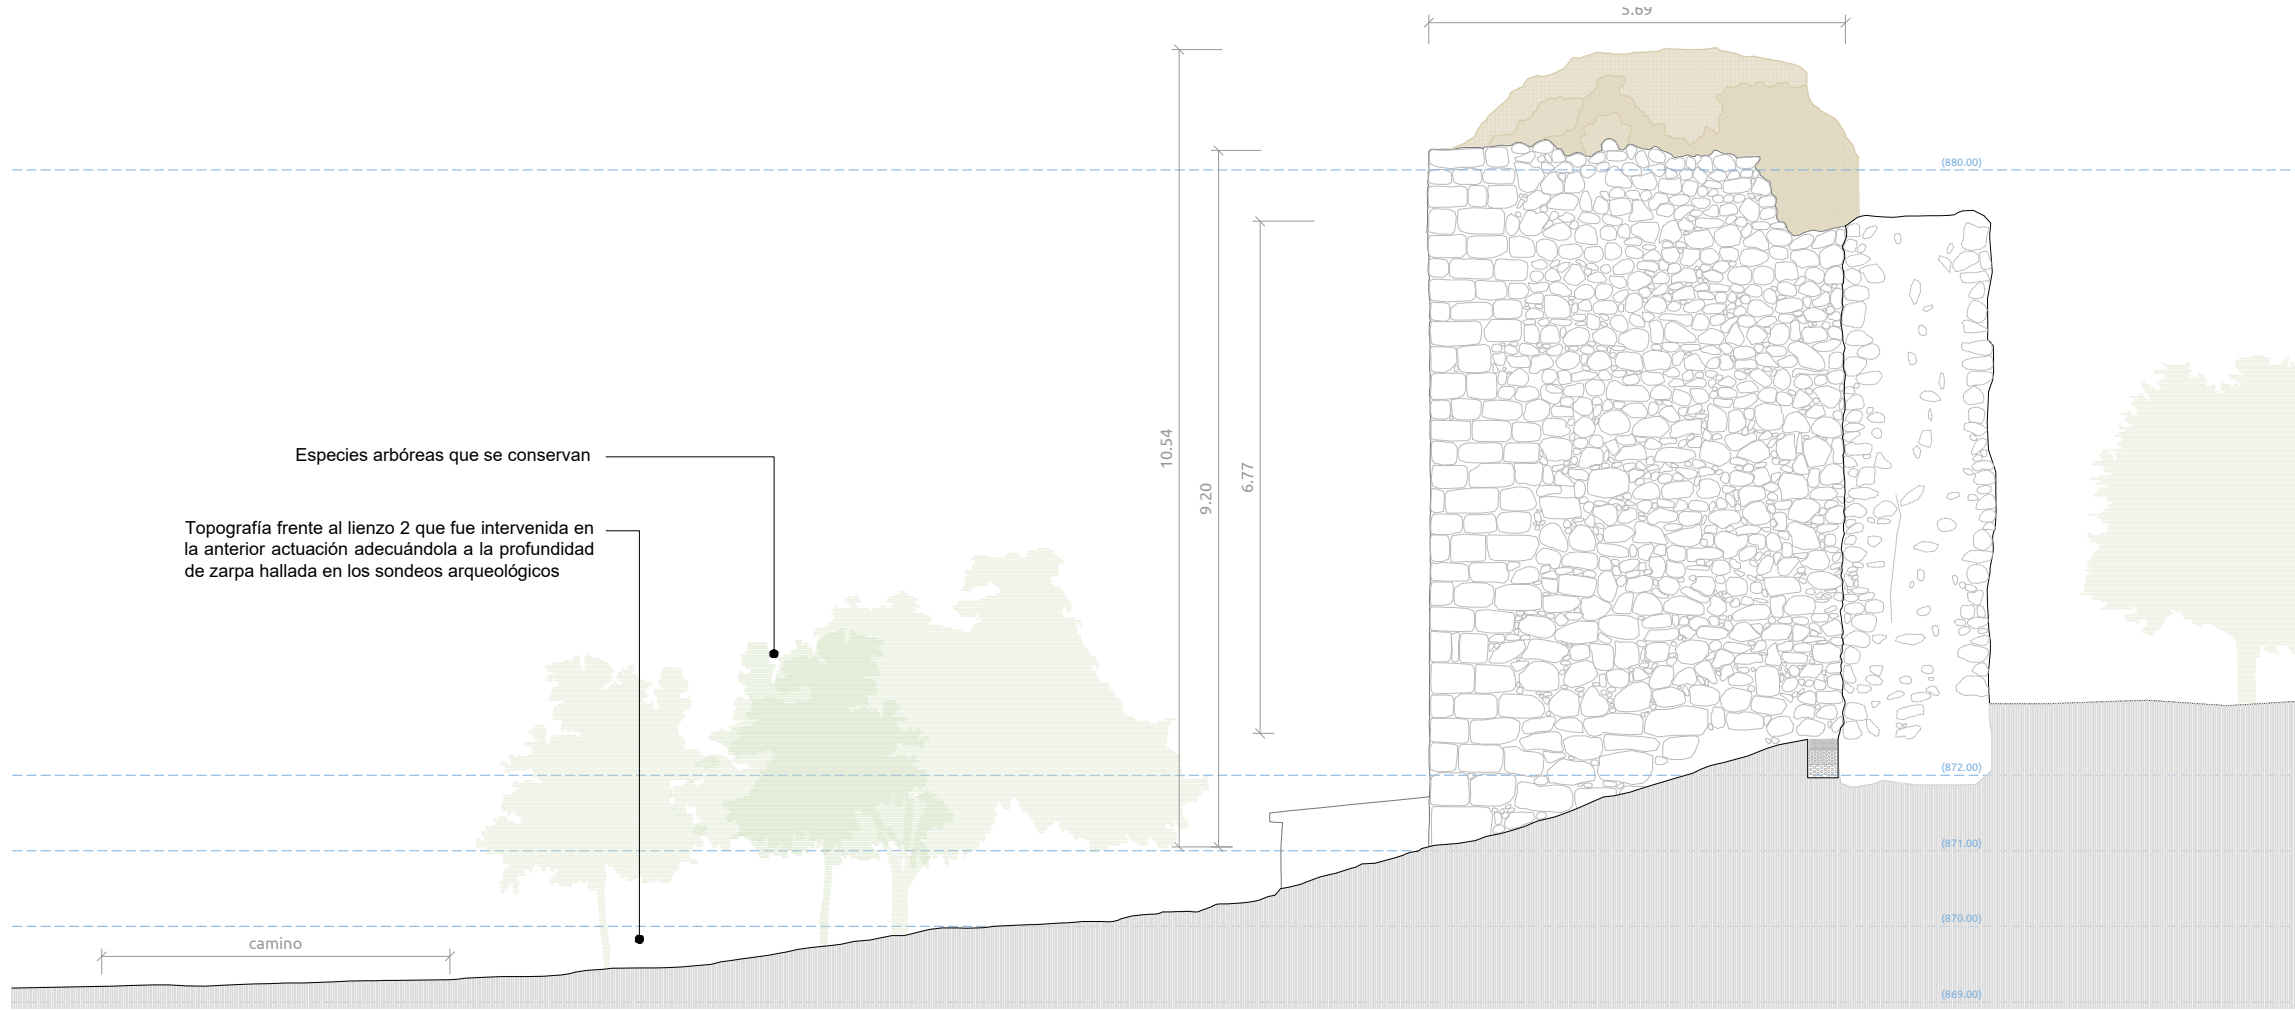 5.69
(880.00)
10.54
9.20
6.77
Especies arbóreas que se conservan
Topografía frente al lienzo 2 que fue intervenida en
la anterior actuación adecuándola a la profundidad
de zarpa hallada en los sondeos arqueológicos
(872.00)
(871.00)
(870.00)
camino
(869.00)